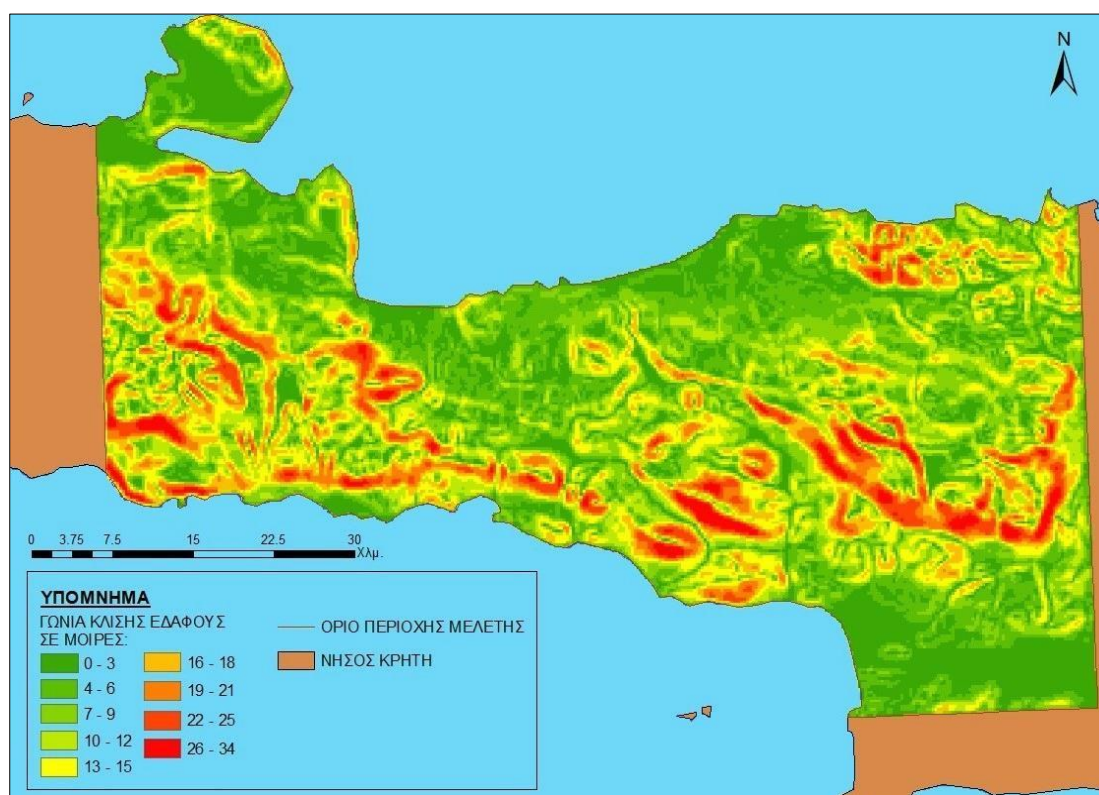 N
0 3.75 7.5 15 22.5 30
Χλμ.
ΥΠΟΜΝΗΜΑ
ΓΩΝΙΑ ΚΛΙΣΗΣ ΕΔΑΦΟΥΣ
ΣΕ ΜΟΙΡΕΣ:
0 - 3
4 - 6
7 - 9
10 - 12
13 - 15
16 - 18
19 - 21
22 - 25
26 - 34
ΟΡΙΟ ΠΕΡΙΟΧΗΣ ΜΕΛΕΤΗΣ
ΝΗΣΟΣ ΚΡΗΤΗ